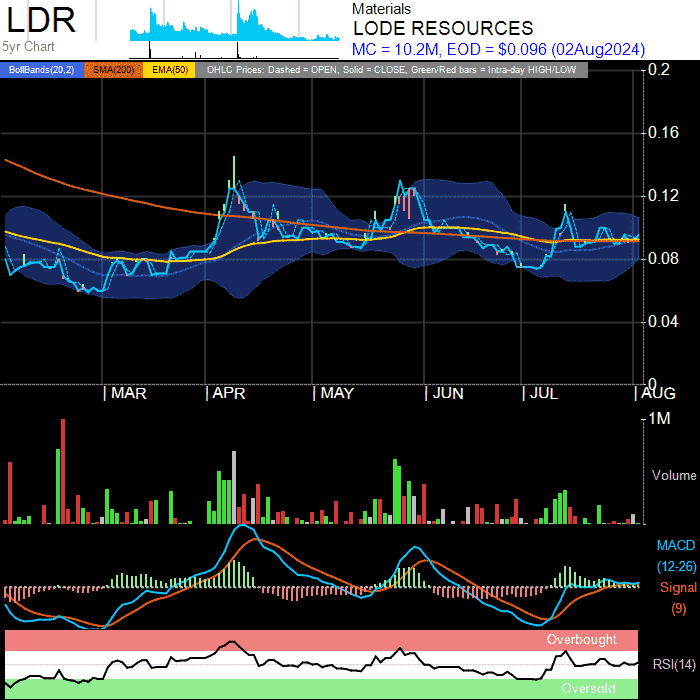 LDR
5yr Chart
Materials
LODE RESOURCES
MC = 10.2M, EOD = $0.096 (02Aug2024)
BollBands(20,2) SMA(200) EMA(50) OHLC Prices: Dashed = OPEN, Solid = CLOSE, Green/Red bars = Intra-day HIGH/LOW
0.2
0.16
0.12
0.08
0.04
0
MAR APR MAY JUN JUL AUG
1M
Volume
MACD
(12-26)
Signal
(9)
Overbought
RSI(14)
Oversold